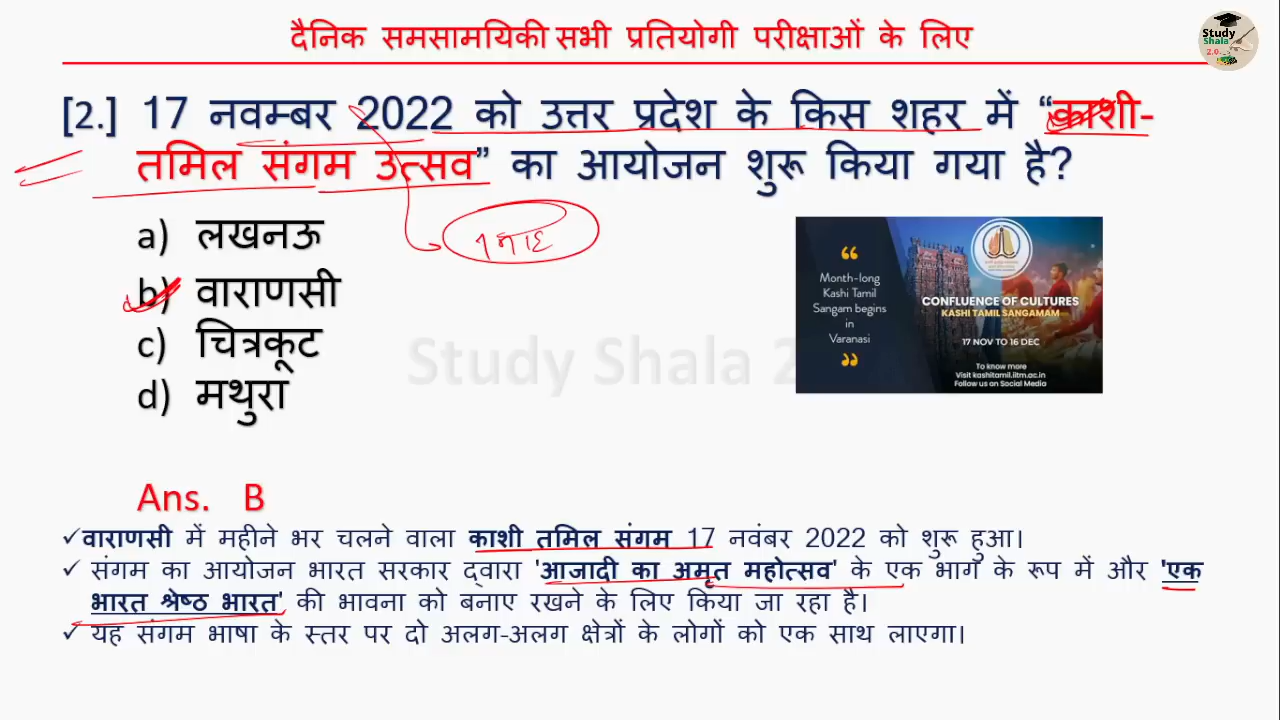 दैनिक समसामयिकी सभी प्रतियोगी परीक्षाओं के लिए
Study
Shala
2.0.
[2.] 17 नवम्बर 2022 को उत्तर प्रदेश के किस शहर में “काशी-
तमिल संगम उत्सव” का आयोजन शुरू किया गया है?
a) लखनऊ
1 माह
b) वाराणसी
c) चित्रकूट
d) मथुरा
“
Month-long
Kashi Tamil
Sangam begins
in
Varanasi
”
CONFLUENCE OF CULTURES
KASHI TAMIL SANGAMAM
17 NOV TO 16 DEC
To know more
Visit kashitamil.iitm.ac.in
Follow us an Social Media
Study Shala 2
Ans. B
✓वाराणसी में महीने भर चलने वाला काशी तमिल संगम 17 नवंबर 2022 को शुरू हुआ।
✓ संगम का आयोजन भारत सरकार द्वारा 'आजादी का अमृत महोत्सव' के एक भाग के रूप में और 'एक
भारत श्रेष्ठ भारत' की भावना को बनाए रखने के लिए किया जा रहा है।
✓ यह संगम भाषा के स्तर पर दो अलग-अलग क्षेत्रों के लोगों को एक साथ लाएगा।